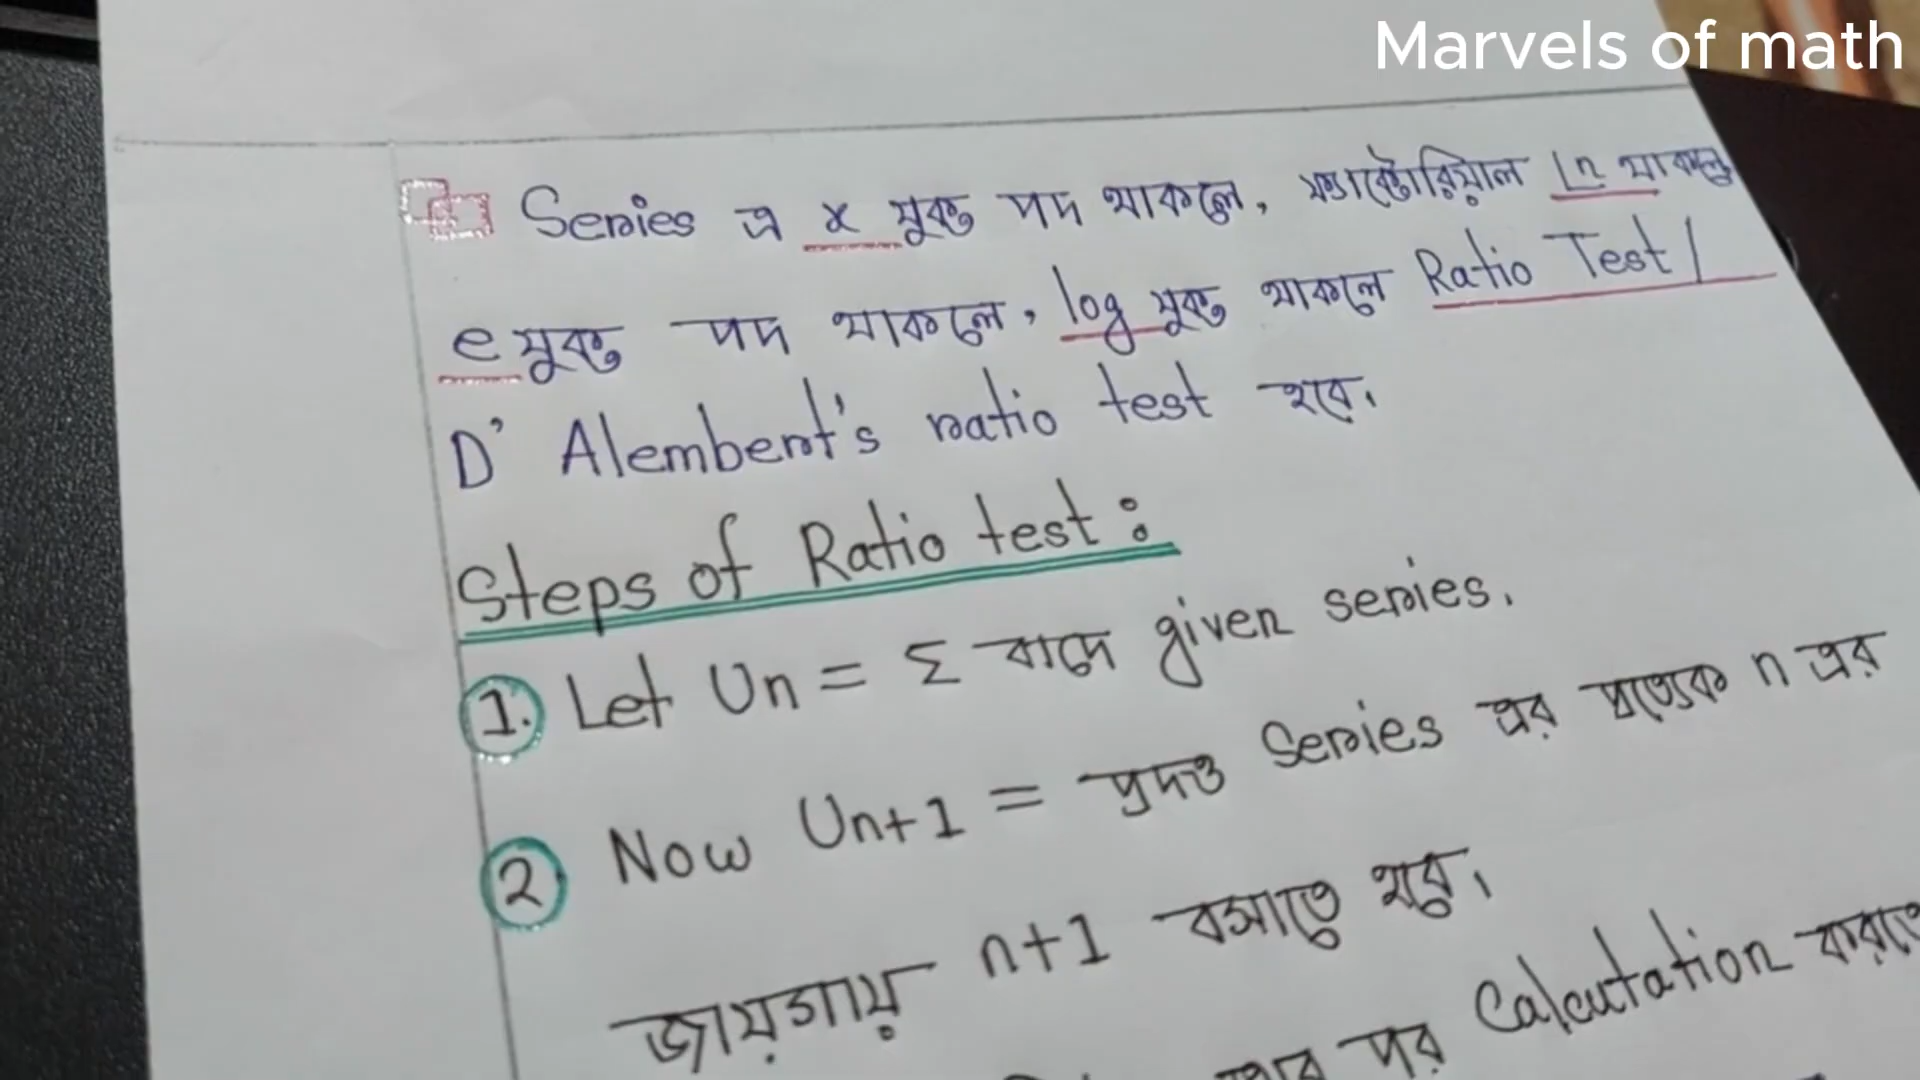 Marvels of math
Series এ x যুক্ত পদ থাকলে, ফ্যাক্টোরিয়াল Ln থাকলে
e যুক্ত পদ থাকলে, log যুক্ত থাকলে Ratio Test/
D' Alembert's ratio test হবে।
Steps of Ratio test:
1. Let Un = Σ বাদে given series.
2. Now Un+1 = প্রদত্ত Series এর প্রত্যেক n এর
জায়গায় n+1 বসাতে হবে।
পর Calculation করতে